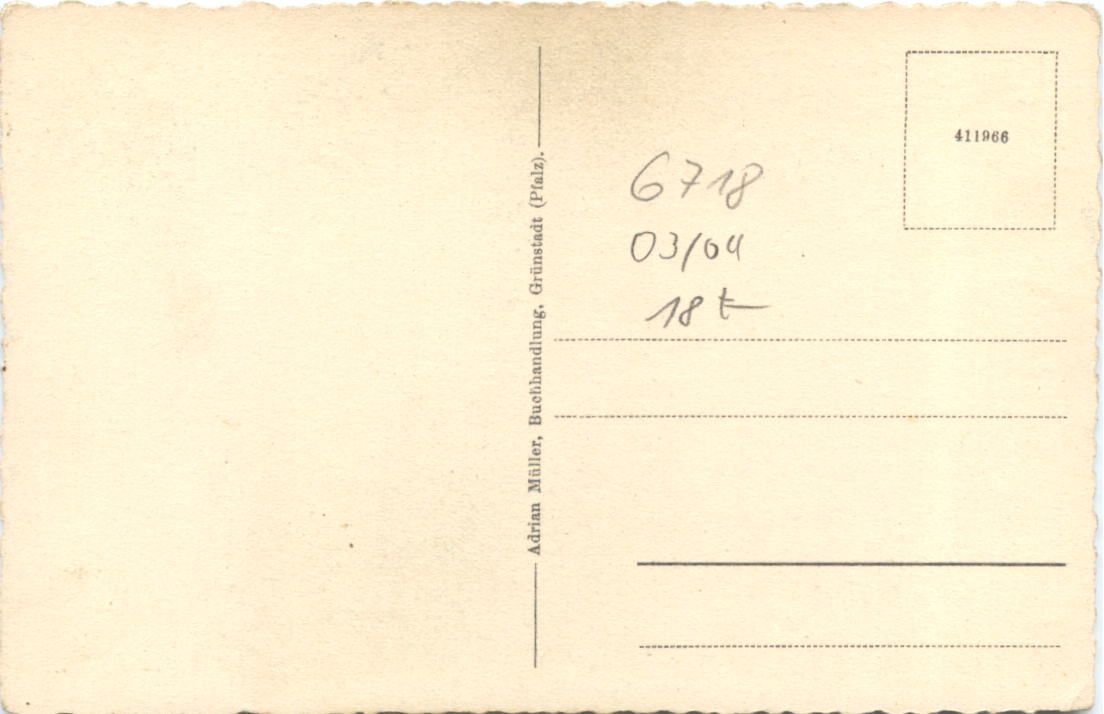 Adrian Müller, Buchhandlung, Grünstadt (Pfalz).
411966
6718
03/04
18